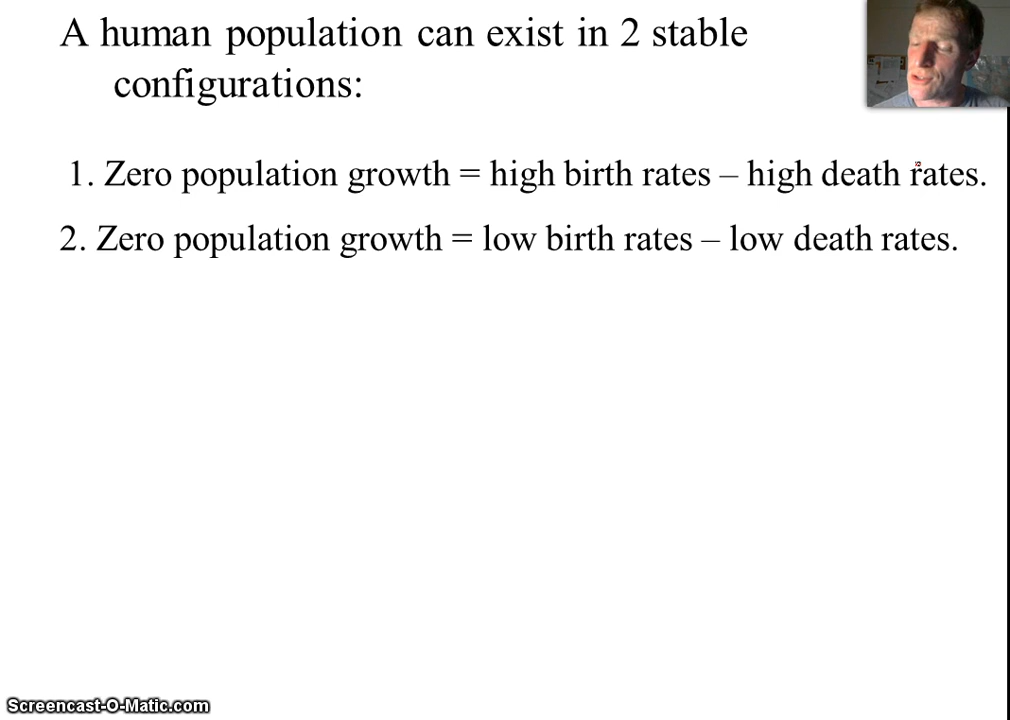 A human population can exist in 2 stable
configurations:
1. Zero population growth = high birth rates – high death rates.
2. Zero population growth = low birth rates – low death rates.
Screencast-O-Matic.com